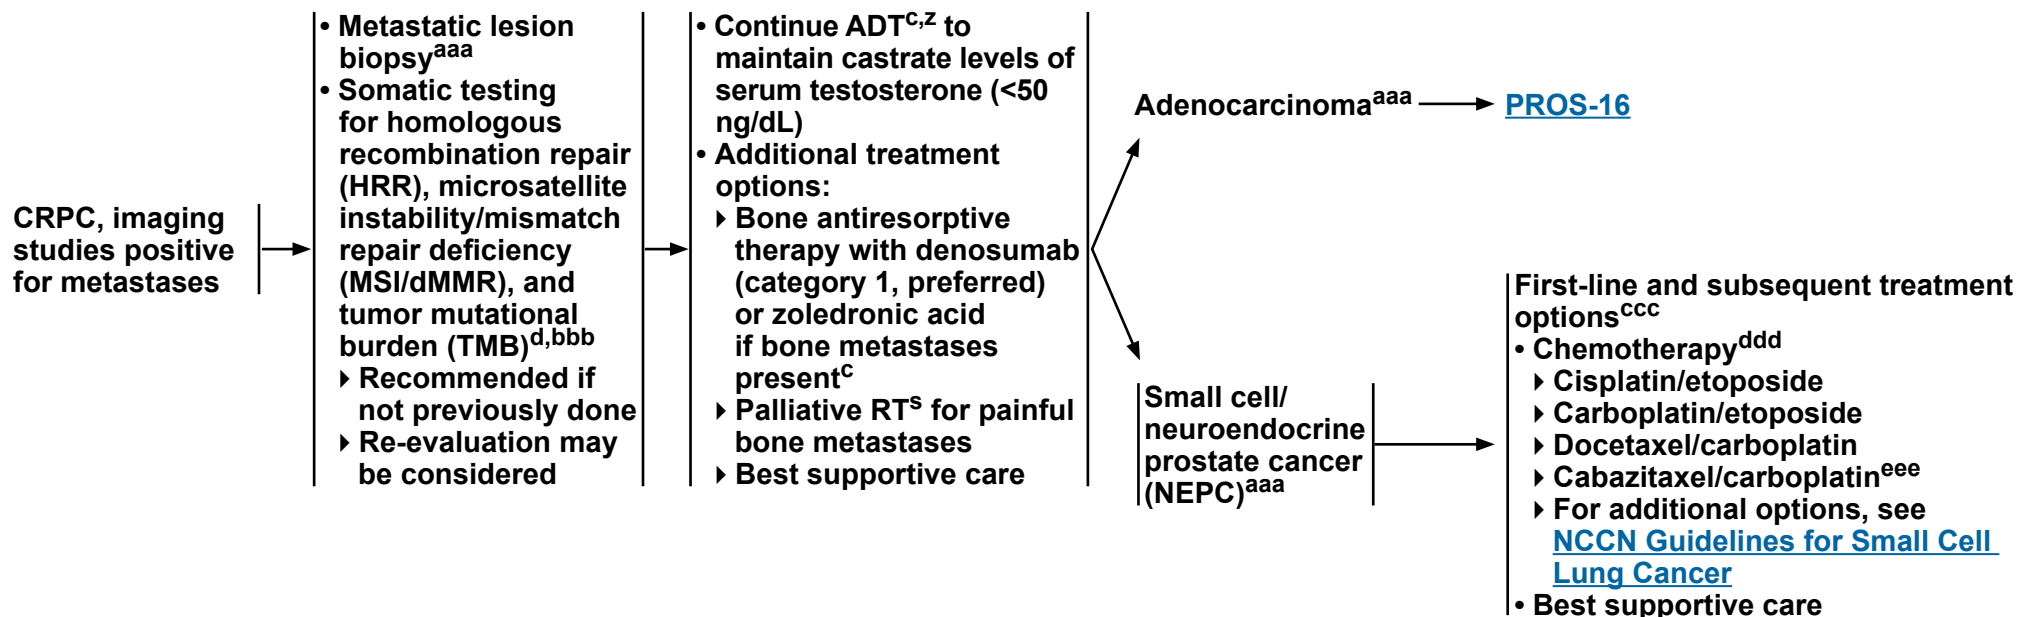 CRPC, imaging
studies positive
for metastases
• Metastatic lesion
biopsyaaa
• Somatic testing
for homologous
recombination repair
(HRR), microsatellite
instability/mismatch
repair deficiency
(MSI/dMMR), and
tumor mutational
burden (TMB)d,bbb
▸ Recommended if
not previously done
▸ Re-evaluation may
be considered
• Continue ADTc,z to
maintain castrate levels of
serum testosterone (<50
ng/dL)
• Additional treatment
options:
▸ Bone antiresorptive
therapy with denosumab
(category 1, preferred)
or zoledronic acid
if bone metastases
presentc
▸ Palliative RTs for painful
bone metastases
▸ Best supportive care
Adenocarcinomaaaa
PROS-16
Small cell/
neuroendocrine
prostate cancer
(NEPC)aaa
First-line and subsequent treatment
optionsccc
• Chemotherapyddd
▸ Cisplatin/etoposide
▸ Carboplatin/etoposide
▸ Docetaxel/carboplatin
▸ Cabazitaxel/carboplatineee
▸ For additional options, see
NCCN Guidelines for Small Cell
Lung Cancer
• Best supportive care